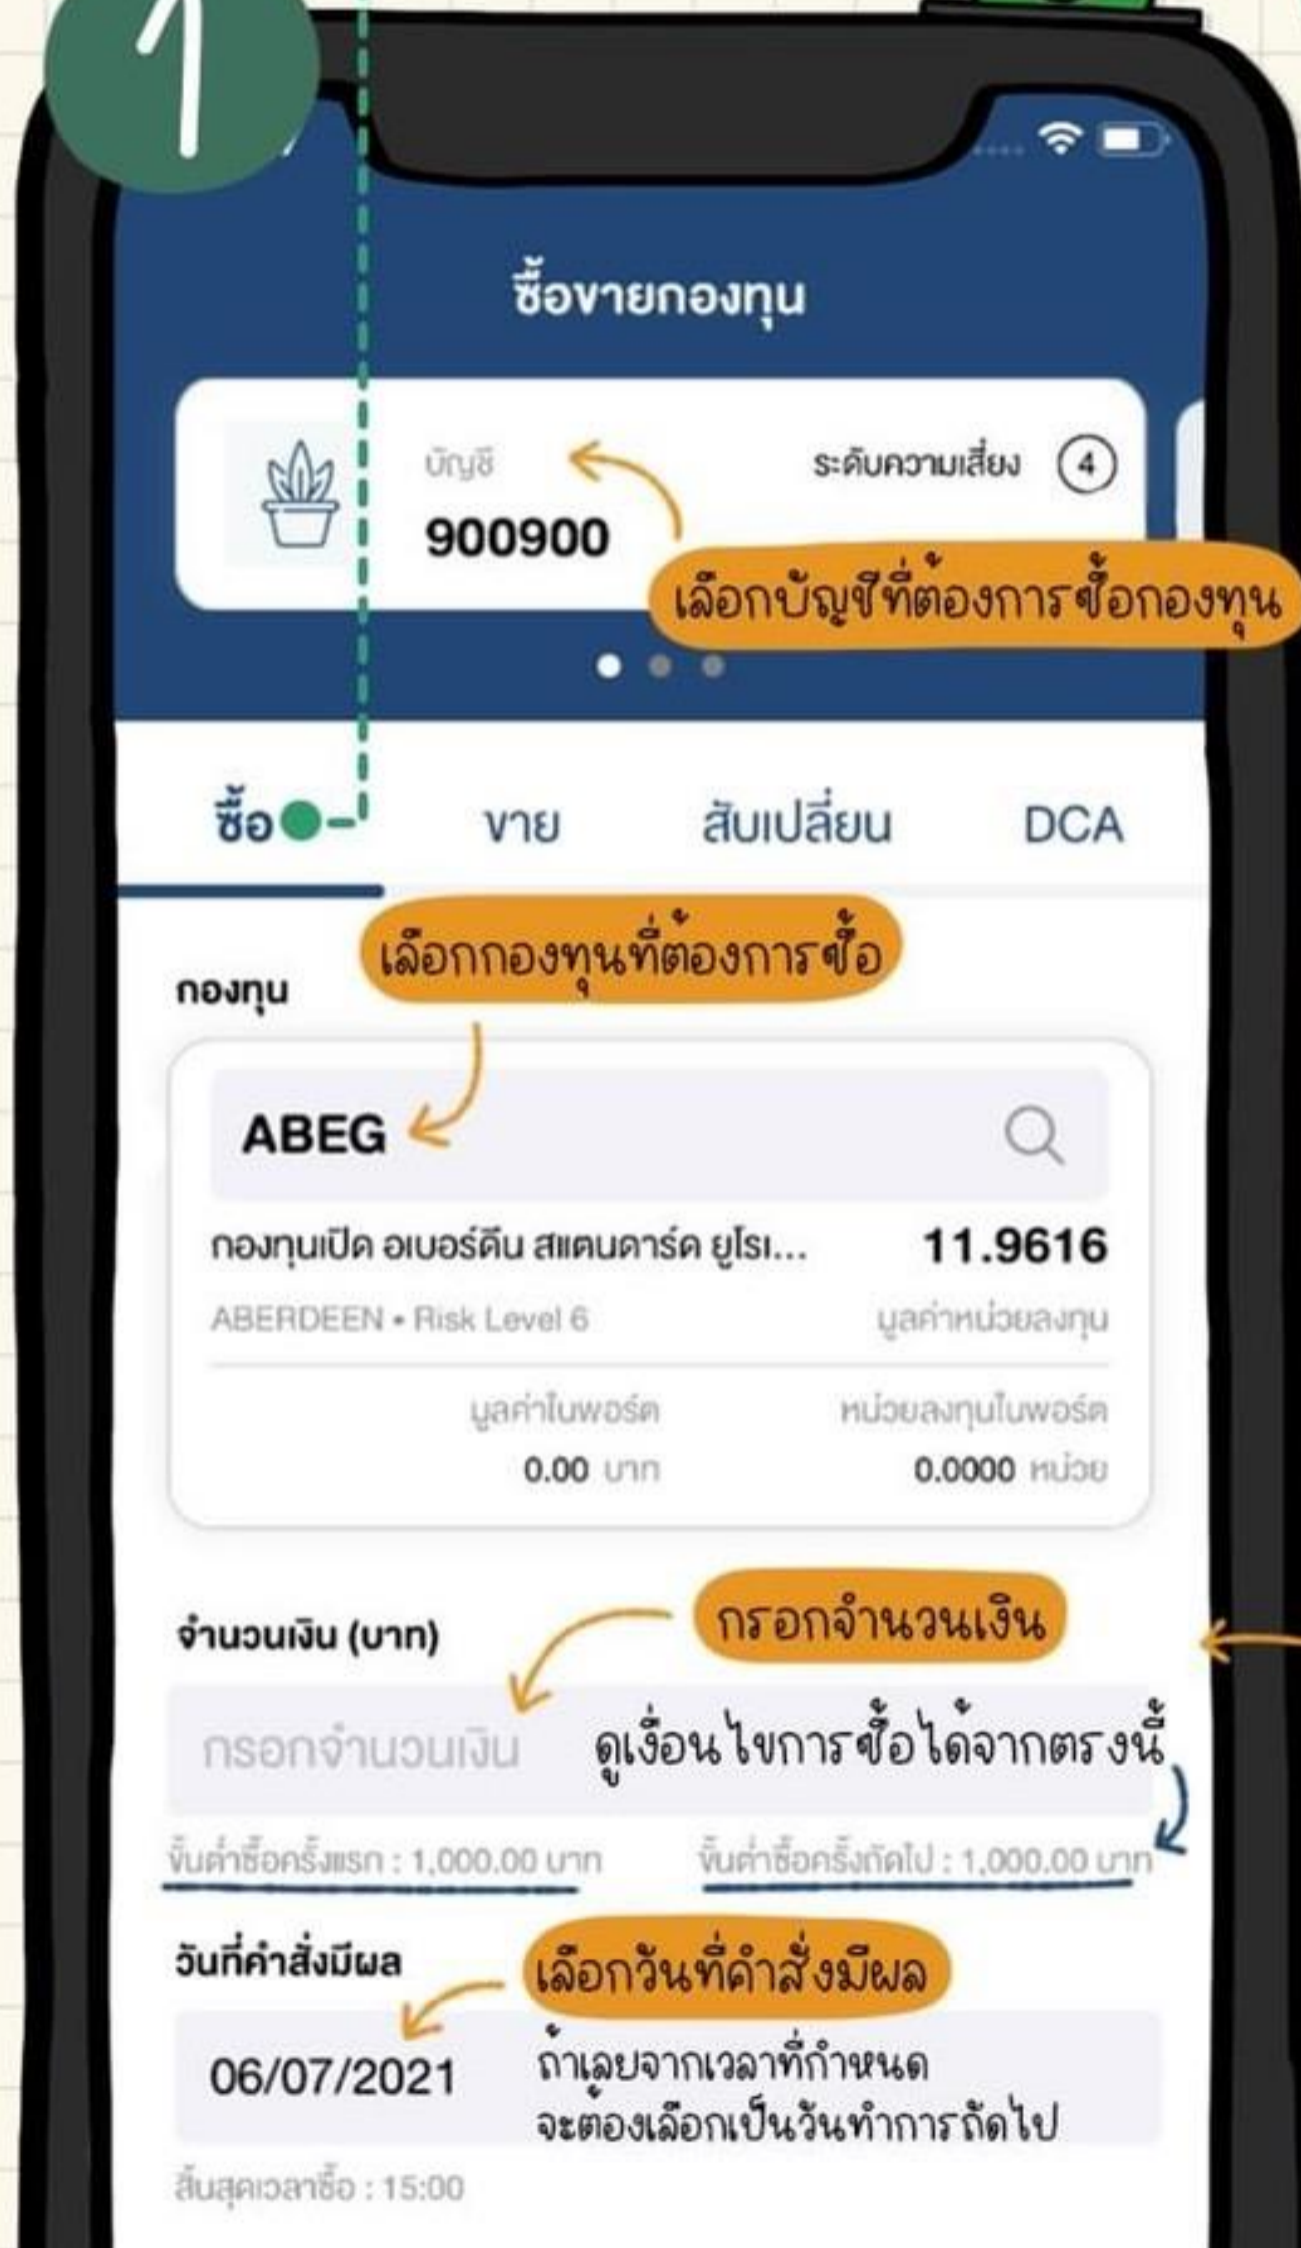 1
ซื้อขายกองทุน
บัญชี
ระดับความเสี่ยง 4
900900
เลือกบัญชีที่ต้องการซื้อกองทุน
ซื้อ ขาย สับเปลี่ยน DCA
เลือกกองทุนที่ต้องการซื้อ
กองทุน
ABEG
กองทุนเปิด อเบอร์ดีน สแตนดาร์ด ยูโรเ... 11.9616
ABERDEEN • Risk Level 6 มูลค่าหน่วยลงทุน
มูลค่าในพอร์ต หน่วยลงทุนในพอร์ต
0.00 บาท 0.0000 หน่วย
กรอกจำนวนเงิน
จำนวนเงิน (บาท)
กรอกจำนวนเงิน ดูเงื่อนไขการซื้อได้จากตรงนี้
ขั้นต่ำซื้อครั้งแรก : 1,000.00 บาท ขั้นต่ำซื้อครั้งถัดไป : 1,000.00 บาท
วันที่คำสั่งมีผล เลือกวันที่คำสั่งมีผล
06/07/2021
ถ้าเลยจากเวลาที่กำหนด
จะต้องเลือกเป็นวันทำการถัดไป
สิ้นสุดเวลาซื้อ : 15:00